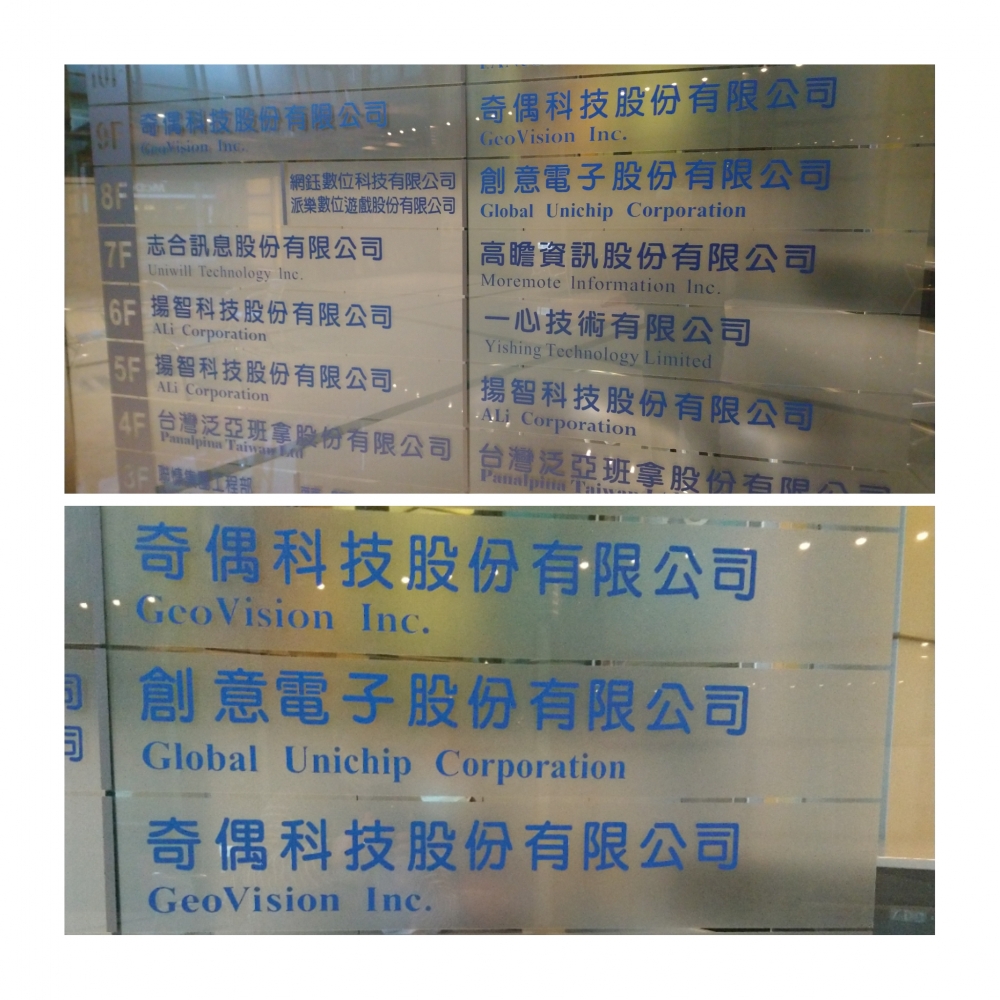 9F
奇偶科技股份有限公司
GeoVision Inc.
8F
網鈺數位科技有限公司
派樂數位遊戲股份有限公司
7F
志合訊息股份有限公司
Uniwill Technology Inc.
6F
揚智科技股份有限公司
ALi Corporation
5F
揚智科技股份有限公司
ALi Corporation
4F
台灣泛亞班拿股份有限公司
Panalpina Taiwan Ltd
3F
奇偶科技股份有限公司
GeoVision Inc.
創意電子股份有限公司
Global Unichip Corporation
高瞻資訊股份有限公司
Moremote Information Inc.
一心技術有限公司
Yishing Technology Limited
揚智科技股份有限公司
ALi Corporation
台灣泛亞班拿股份有限公司
Panalpina Taiwan
奇偶科技股份有限公司
GeoVision Inc.
司
司
創意電子股份有限公司
Global Unichip Corporation
奇偶科技股份有限公司
GeoVision Inc.